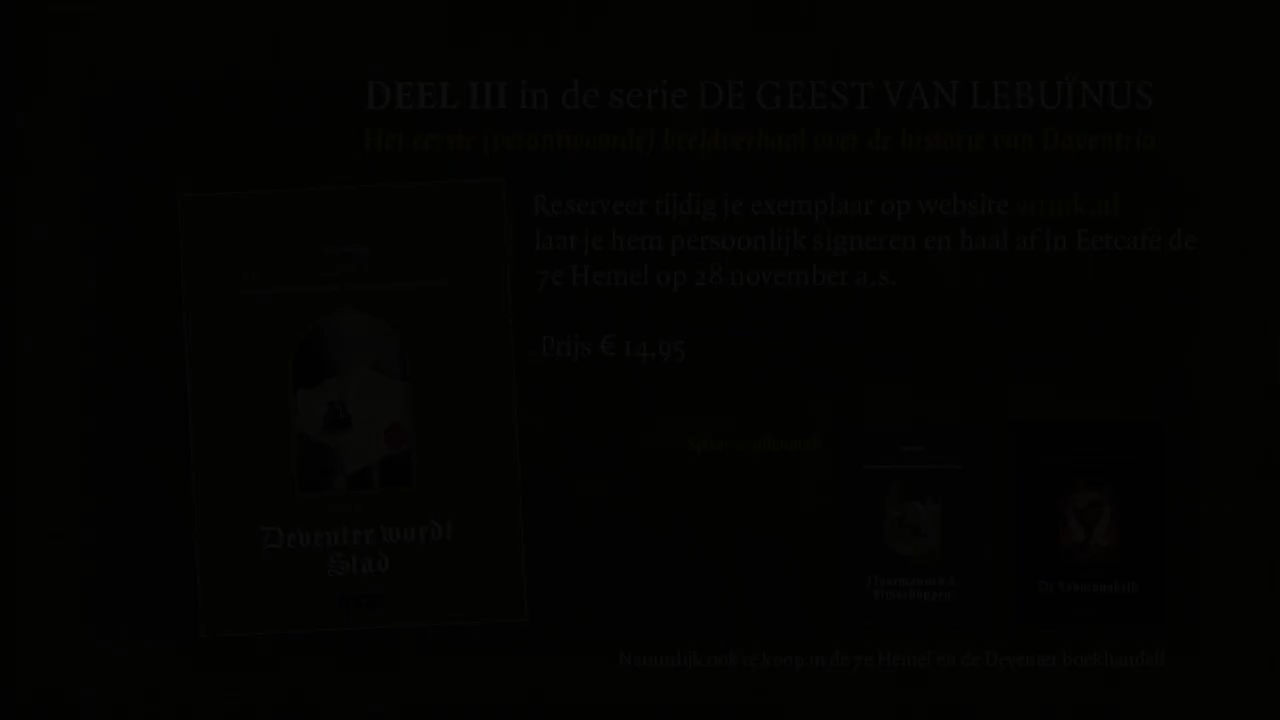 DEEL III in de serie DE GEEST VAN LEBUÏNUS
Het eerste (verantwoorde) beeldverhaal over de historie van Daventria
Reserveer tijdig je exemplaar op website
laat je hem persoonlijk signeren en haal af in Eetcafé de
7e Hemel op 28 november a.s.
Prijs € 14,95
Deventer wordt
Stad
Natuurlijk ook te koop in de 7e Hemel en de Deventer boekhandel!